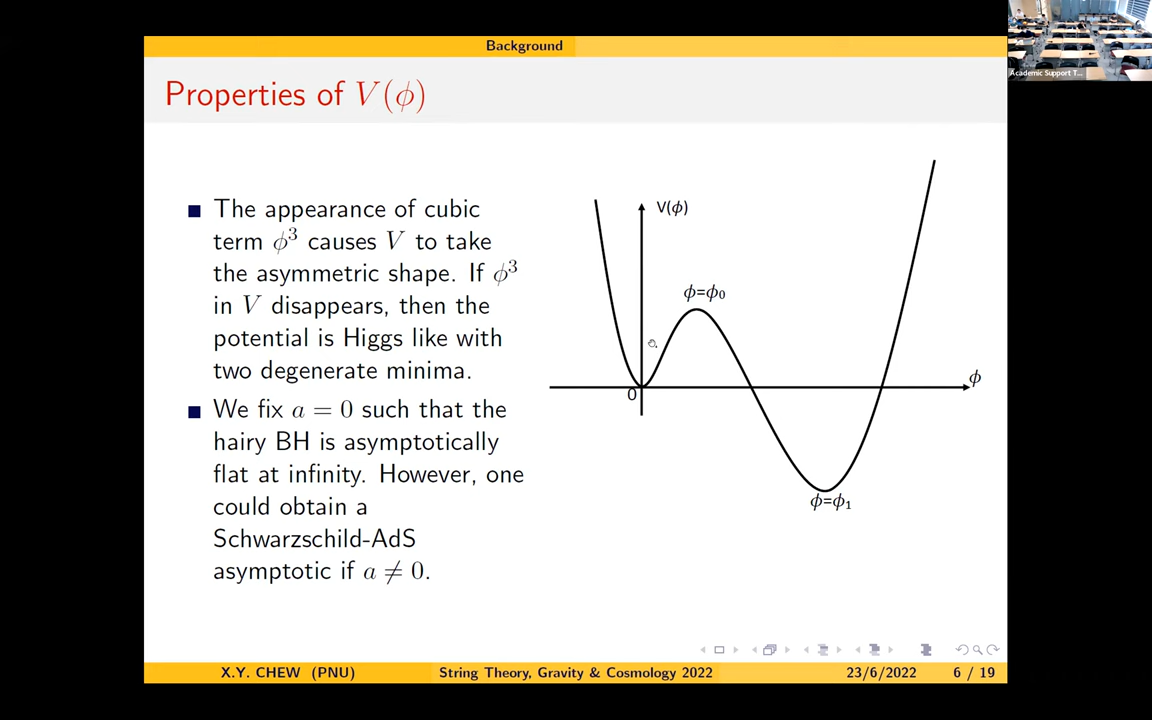 Background
Academic Support T...
Properties of V(ϕ)
The appearance of cubic
term ϕ³ causes V to take
the asymmetric shape. If ϕ³
in V disappears, then the
potential is Higgs like with
two degenerate minima.
We fix a = 0 such that the
hairy BH is asymptotically
flat at infinity. However, one
could obtain a
Schwarzschild-AdS
asymptotic if a ≠ 0.
V(ϕ)
ϕ=ϕ₀
ϕ
0
ϕ=ϕ₁
X.Y. CHEW (PNU) String Theory, Gravity & Cosmology 2022 23/6/2022 6 / 19